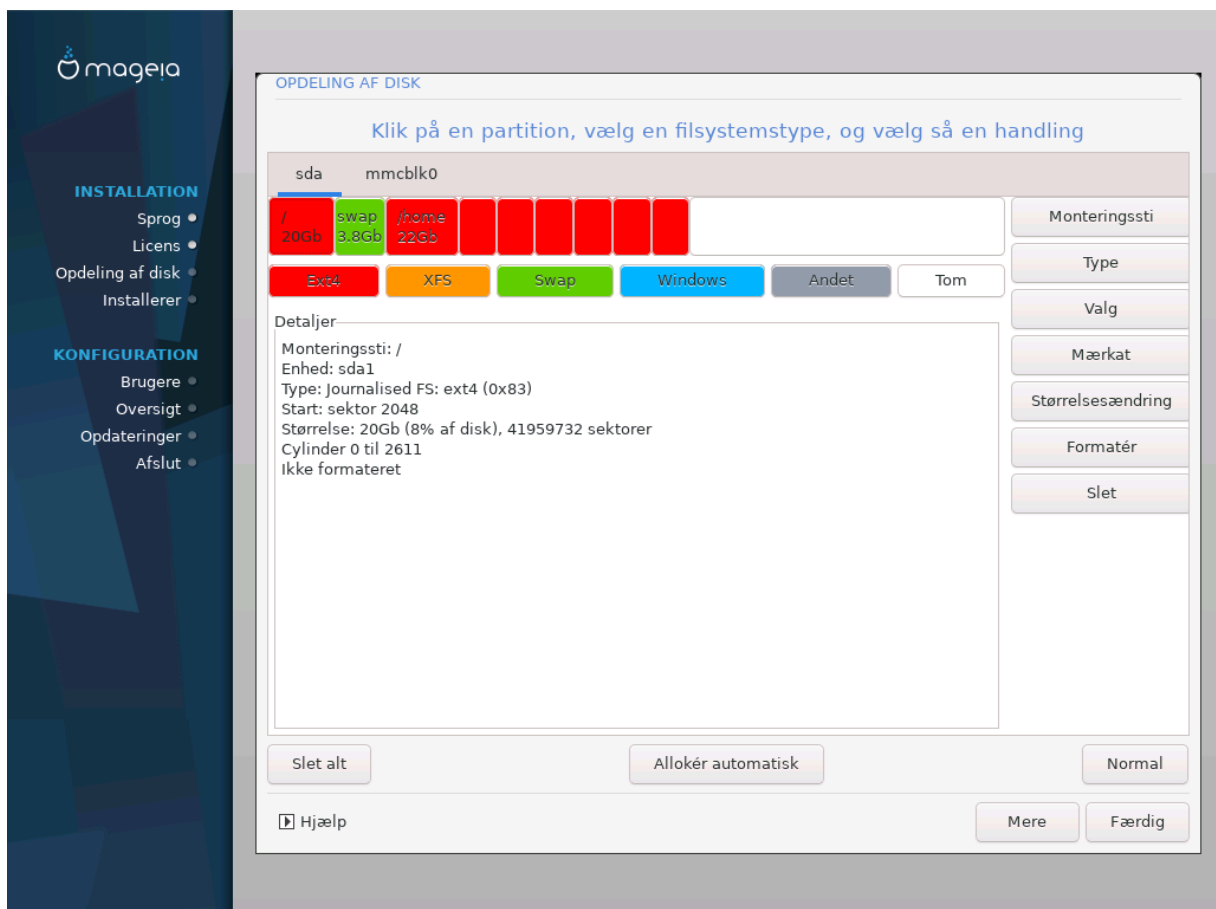 mageia
INSTALLATION
Sprog
Licens
Opdeling af disk
Installerer
KONFIGURATION
Brugere
Oversigt
Opdateringer
Afslut
OPDELING AF DISK
Klik på en partition, vælg en filsystemstype, og vælg så en handling
sda mmcblk0
/ swap /home
20Gb 3.8Gb 22Gb
Ext4 XFS Swap Windows Andet Tom
Detaljer
Monteringssti: /
Enhed: sda1
Type: Journalised FS: ext4 (0x83)
Start: sektor 2048
Størrelse: 20Gb (8% af disk), 41959732 sektorer
Cylinder 0 til 2611
Ikke formateret
Monteringssti
Type
Valg
Mærkat
Størrelsesændring
Formatér
Slet
Slet alt Allokér automatisk Normal
Hjælp Mere Færdig